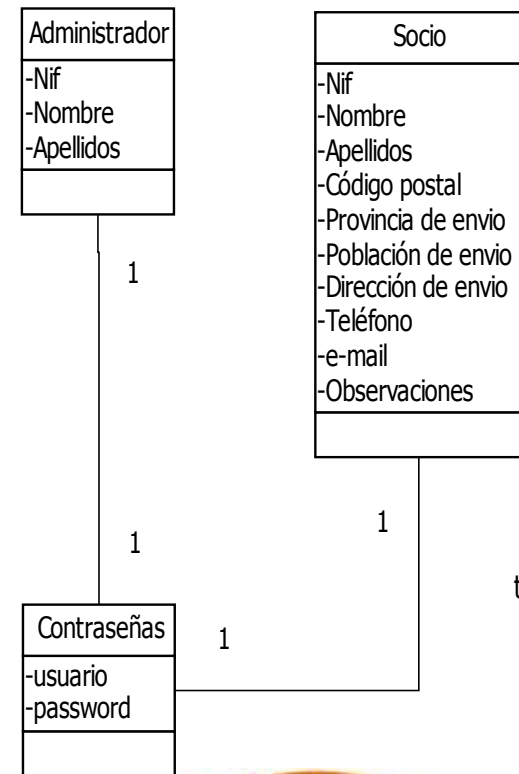 Administrador
-Nif
-Nombre
-Apellidos
1
1
Socio
-Nif
-Nombre
-Apellidos
-Código postal
-Provincia de envio
-Población de envio
-Dirección de envio
-Teléfono
-e-mail
-Observaciones
1
1
Contraseñas
-usuario
-password